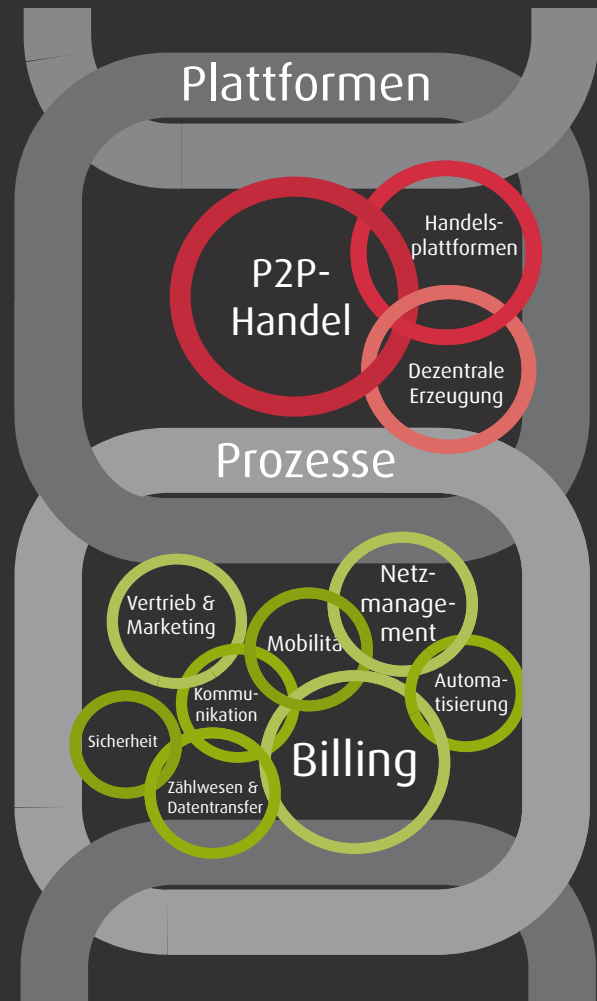 Plattformen
Handels-
plattformen
P2P-
Handel
Dezentrale
Erzeugung
Prozesse
Netz-
manage-
ment
Vertrieb &
Marketing
Mobilitä
Automa-
tisierung
Kommu-
nikation
Sicherheit
Billing
Zählwesen &
Datentransfer